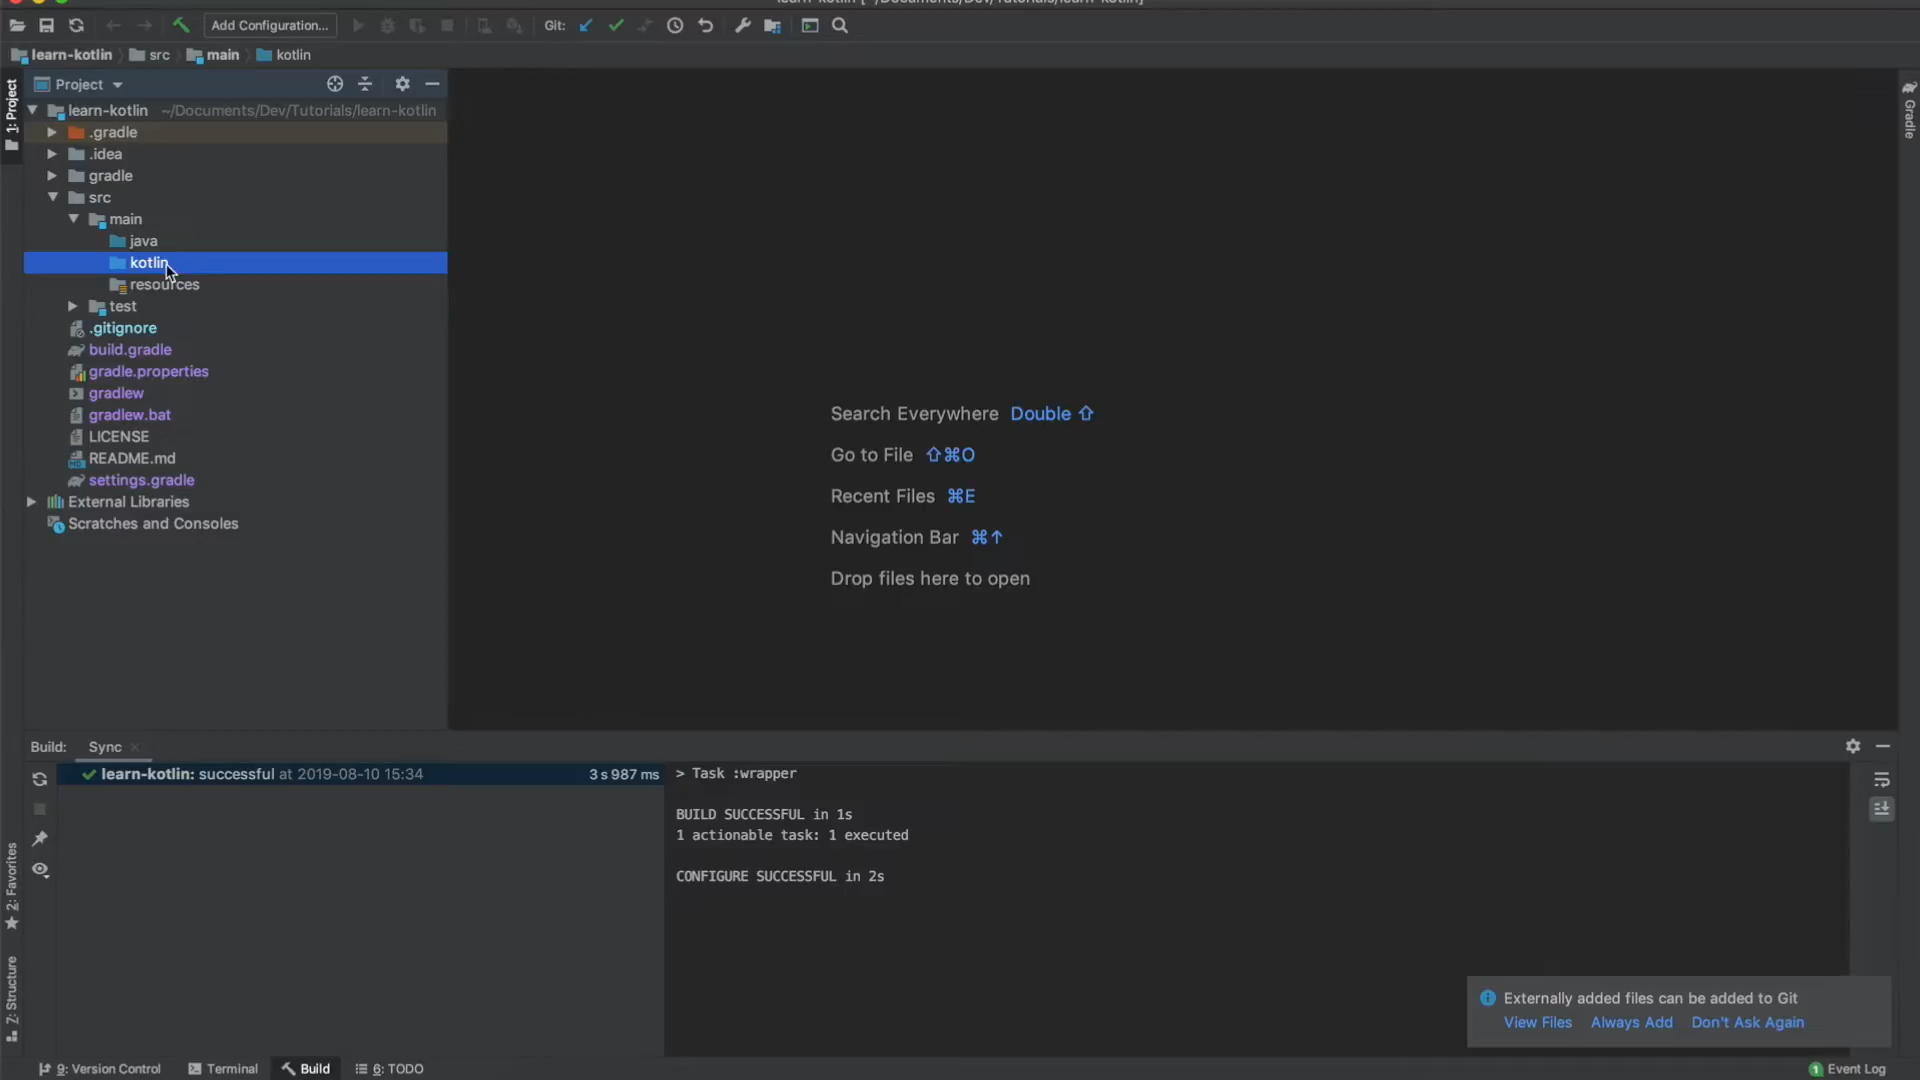 Add Configuration...
Git:
learn-kotlin
src
main
kotlin
1: Project
Project
learn-kotlin ~/Documents/Dev/Tutorials/learn-kotlin
.gradle
.idea
gradle
src
main
java
kotlin
resources
test
.gitignore
build.gradle
gradle.properties
gradlew
gradlew.bat
LICENSE
README.md
settings.gradle
External Libraries
Scratches and Consoles
Gradle
Search Everywhere Double ⇧
Go to File ⇧⌘O
Recent Files ⌘E
Navigation Bar ⌘↑
Drop files here to open
Build: Sync
learn-kotlin: successful at 2019-08-10 15:34 3 s 987 ms
> Task :wrapper
BUILD SUCCESSFUL in 1s
1 actionable task: 1 executed
CONFIGURE SUCCESSFUL in 2s
2: Favorites
Z: Structure
Externally added files can be added to Git
View Files Always Add Don't Ask Again
9: Version Control
Terminal
Build
6: TODO
1 Event Log